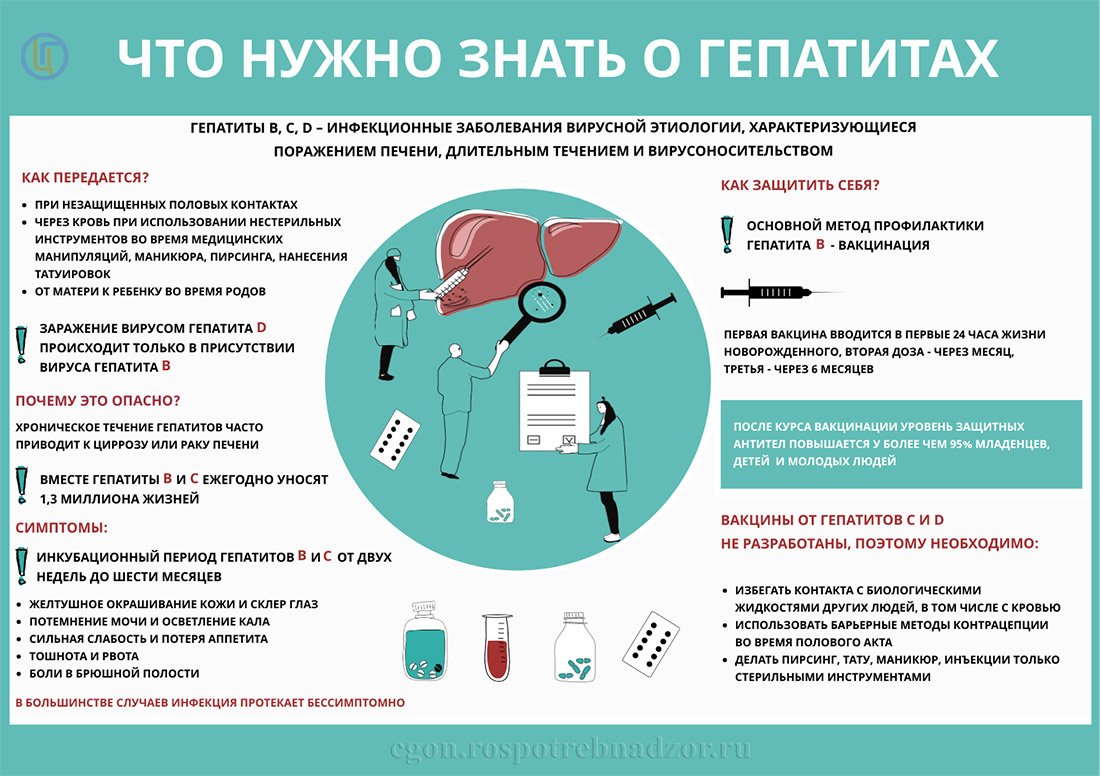 ЧТО НУЖНО ЗНАТЬ О ГЕПАТИТАХ
ГЕПАТИТЫ В, С, D – ИНФЕКЦИОННЫЕ ЗАБОЛЕВАНИЯ ВИРУСНОЙ ЭТИОЛОГИИ, ХАРАКТЕРИЗУЮЩИЕСЯ
ПОРАЖЕНИЕМ ПЕЧЕНИ, ДЛИТЕЛЬНЫМ ТЕЧЕНИЕМ И ВИРУСОНОСИТЕЛЬСТВОМ
КАК ПЕРЕДАЕТСЯ?
• ПРИ НЕЗАЩИЩЕННЫХ ПОЛОВЫХ КОНТАКТАХ
• ЧЕРЕЗ КРОВЬ ПРИ ИСПОЛЬЗОВАНИИ НЕСТЕРИЛЬНЫХ
ИНСТРУМЕНТОВ ВО ВРЕМЯ МЕДИЦИНСКИХ
МАНИПУЛЯЦИЙ, МАНИКЮРА, ПИРСИНГА, НАНЕСЕНИЯ
ТАТУИРОВОК
• ОТ МАТЕРИ К РЕБЕНКУ ВО ВРЕМЯ РОДОВ
ЗАРАЖЕНИЕ ВИРУСОМ ГЕПАТИТА D
ПРОИСХОДИТ ТОЛЬКО В ПРИСУТСТВИИ
ВИРУСА ГЕПАТИТА В
ПОЧЕМУ ЭТО ОПАСНО?
ХРОНИЧЕСКОЕ ТЕЧЕНИЕ ГЕПАТИТОВ ЧАСТО
ПРИВОДИТ К ЦИРРОЗУ ИЛИ РАКУ ПЕЧЕНИ
ВМЕСТЕ ГЕПАТИТЫ В И С ЕЖЕГОДНО УНОСЯТ
1,3 МИЛЛИОНА ЖИЗНЕЙ
СИМПТОМЫ:
ИНКУБАЦИОННЫЙ ПЕРИОД ГЕПАТИТОВ В И С ОТ ДВУХ
НЕДЕЛЬ ДО ШЕСТИ МЕСЯЦЕВ
• ЖЕЛТУШНОЕ ОКРАШИВАНИЕ КОЖИ И СКЛЕР ГЛАЗ
• ПОТЕМНЕНИЕ МОЧИ И ОСВЕТЛЕНИЕ КАЛА
• СИЛЬНАЯ СЛАБОСТЬ И ПОТЕРЯ АППЕТИТА
• ТОШНОТА И РВОТА
• БОЛИ В БРЮШНОЙ ПОЛОСТИ
В БОЛЬШИНСТВЕ СЛУЧАЕВ ИНФЕКЦИЯ ПРОТЕКАЕТ БЕССИМПТОМНО
КАК ЗАЩИТИТЬ СЕБЯ?
ОСНОВНОЙ МЕТОД ПРОФИЛАКТИКИ
ГЕПАТИТА В - ВАКЦИНАЦИЯ
ПЕРВАЯ ВАКЦИНА ВВОДИТСЯ В ПЕРВЫЕ 24 ЧАСА ЖИЗНИ
НОВОРОЖДЕННОГО, ВТОРАЯ ДОЗА - ЧЕРЕЗ МЕСЯЦ,
ТРЕТЬЯ - ЧЕРЕЗ 6 МЕСЯЦЕВ
ПОСЛЕ КУРСА ВАКЦИНАЦИИ УРОВЕНЬ ЗАЩИТНЫХ
АНТИТЕЛ ПОВЫШАЕТСЯ У БОЛЕЕ ЧЕМ 95% МЛАДЕНЦЕВ,
ДЕТЕЙ И МОЛОДЫХ ЛЮДЕЙ
ВАКЦИНЫ ОТ ГЕПАТИТОВ С И D
НЕ РАЗРАБОТАНЫ, ПОЭТОМУ НЕОБХОДИМО:
• ИЗБЕГАТЬ КОНТАКТА С БИОЛОГИЧЕСКИМИ
ЖИДКОСТЯМИ ДРУГИХ ЛЮДЕЙ, В ТОМ ЧИСЛЕ С КРОВЬЮ
• ИСПОЛЬЗОВАТЬ БАРЬЕРНЫЕ МЕТОДЫ КОНТРАЦЕПЦИИ
ВО ВРЕМЯ ПОЛОВОГО АКТА
• ДЕЛАТЬ ПИРСИНГ, ТАТУ, МАНИКЮР, ИНЪЕКЦИИ ТОЛЬКО
СТЕРИЛЬНЫМИ ИНСТРУМЕНТАМИ
cgon.rospotrebnadzor.ru